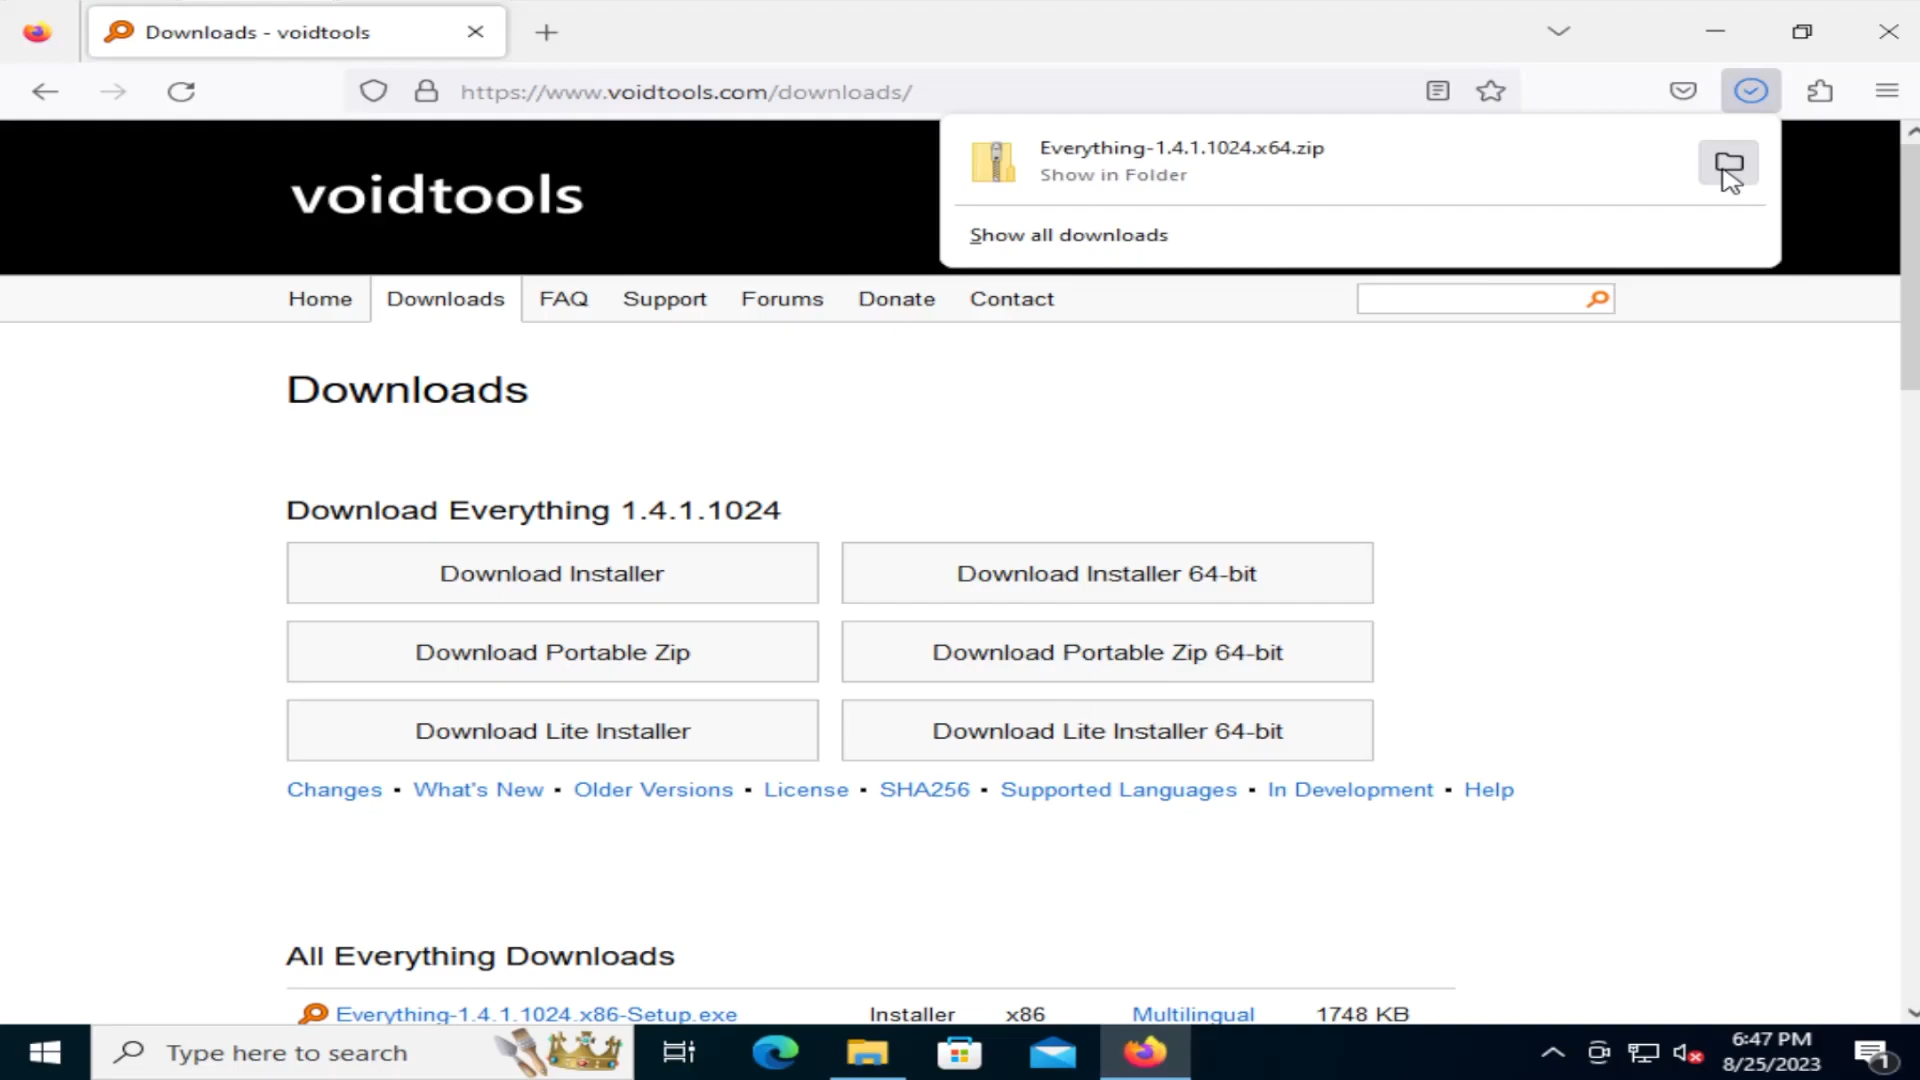 Downloads - voidtools
https://www.voidtools.com/downloads/
Everything-1.4.1.1024.x64.zip
Show in Folder
Show all downloads
voidtools
Home Downloads FAQ Support Forums Donate Contact
Downloads
Download Everything 1.4.1.1024
Download Installer Download Installer 64-bit
Download Portable Zip Download Portable Zip 64-bit
Download Lite Installer Download Lite Installer 64-bit
Changes ▪ What's New ▪ Older Versions ▪ License ▪ SHA256 ▪ Supported Languages ▪ In Development ▪ Help
All Everything Downloads
Everything-1.4.1.1024.x86-Setup.exe Installer x86 Multilingual 1748 KB
Type here to search
6:47 PM
8/25/2023
1